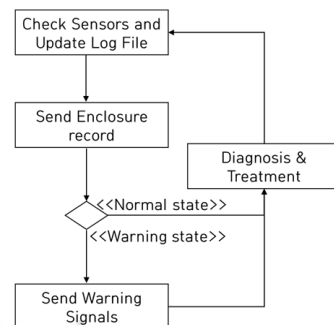 Check Sensors and
Update Log File
Send Enclosure
record
Diagnosis &
Treatment
<<Normal state>>
<<Warning state>>
Send Warning
Signals